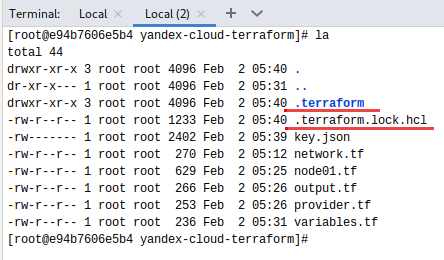 Terminal: Local × Local (2) × +
[root@e94b7606e5b4 yandex-cloud-terraform]# la
total 44
drwxr-xr-x 3 root root 4096 Feb  2 05:40 .
dr-xr-x--- 1 root root 4096 Feb  2 05:31 ..
drwxr-xr-x 3 root root 4096 Feb  2 05:40 .terraform
-rw-r--r-- 1 root root 1233 Feb  2 05:40 .terraform.lock.hcl
-rw------- 1 root root 2402 Feb  2 05:39 key.json
-rw-r--r-- 1 root root  270 Feb  2 05:12 network.tf
-rw-r--r-- 1 root root  629 Feb  2 05:25 node01.tf
-rw-r--r-- 1 root root  266 Feb  2 05:26 output.tf
-rw-r--r-- 1 root root  253 Feb  2 05:26 provider.tf
-rw-r--r-- 1 root root  236 Feb  2 05:31 variables.tf
[root@e94b7606e5b4 yandex-cloud-terraform]#